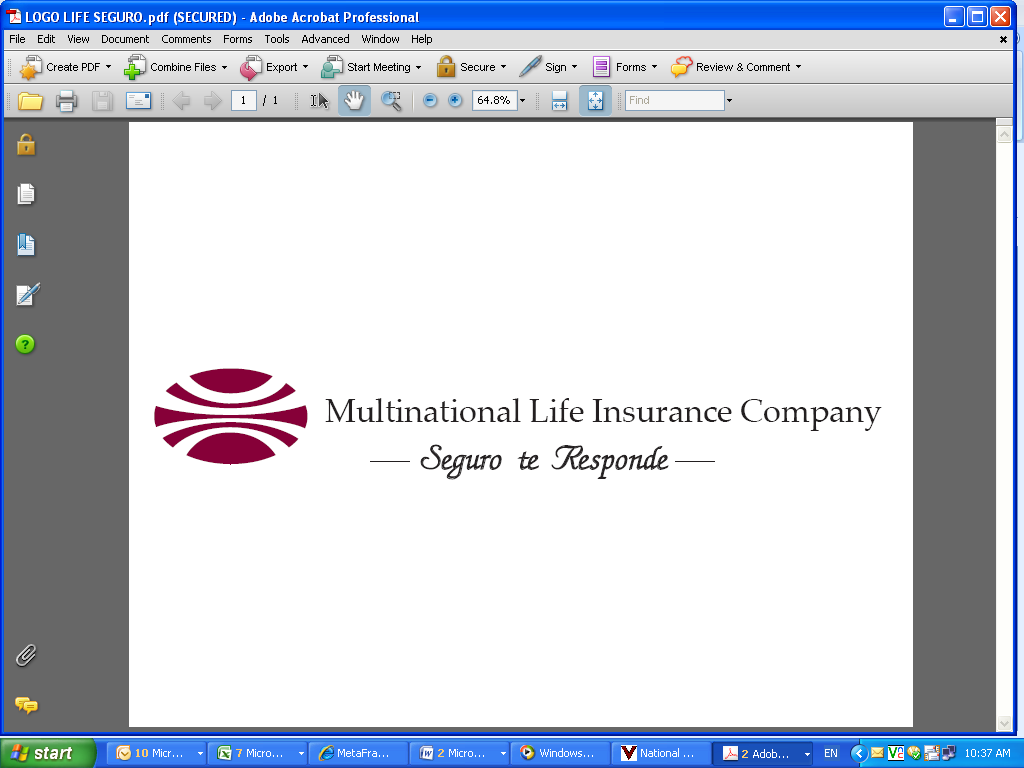 LOGO LIFE SEGURO.pdf (SECURED) - Adobe Acrobat Professional
File Edit View Document Comments Forms Tools Advanced Window Help
Create PDF Combine Files Export Start Meeting Secure Sign Forms Review & Comment
1 / 1 64.8% Find
Multinational Life Insurance Company
Seguro te Responde
start 10 Micr... 7 Micro... MetaFra... 2 Micro... Windows... National ... 2 Adob... EN 10:37 AM